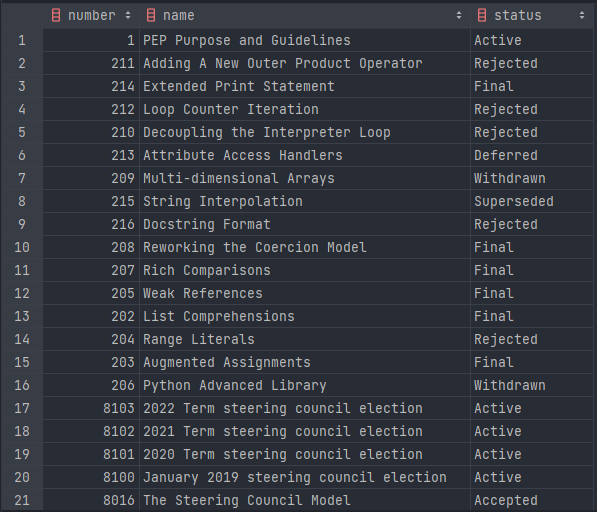 number name status
1 1 PEP Purpose and Guidelines Active
2 211 Adding A New Outer Product Operator Rejected
3 214 Extended Print Statement Final
4 212 Loop Counter Iteration Rejected
5 210 Decoupling the Interpreter Loop Rejected
6 213 Attribute Access Handlers Deferred
7 209 Multi-dimensional Arrays Withdrawn
8 215 String Interpolation Superseded
9 216 Docstring Format Rejected
10 208 Reworking the Coercion Model Final
11 207 Rich Comparisons Final
12 205 Weak References Final
13 202 List Comprehensions Final
14 204 Range Literals Rejected
15 203 Augmented Assignments Final
16 206 Python Advanced Library Withdrawn
17 8103 2022 Term steering council election Active
18 8102 2021 Term steering council election Active
19 8101 2020 Term steering council election Active
20 8100 January 2019 steering council election Active
21 8016 The Steering Council Model Accepted